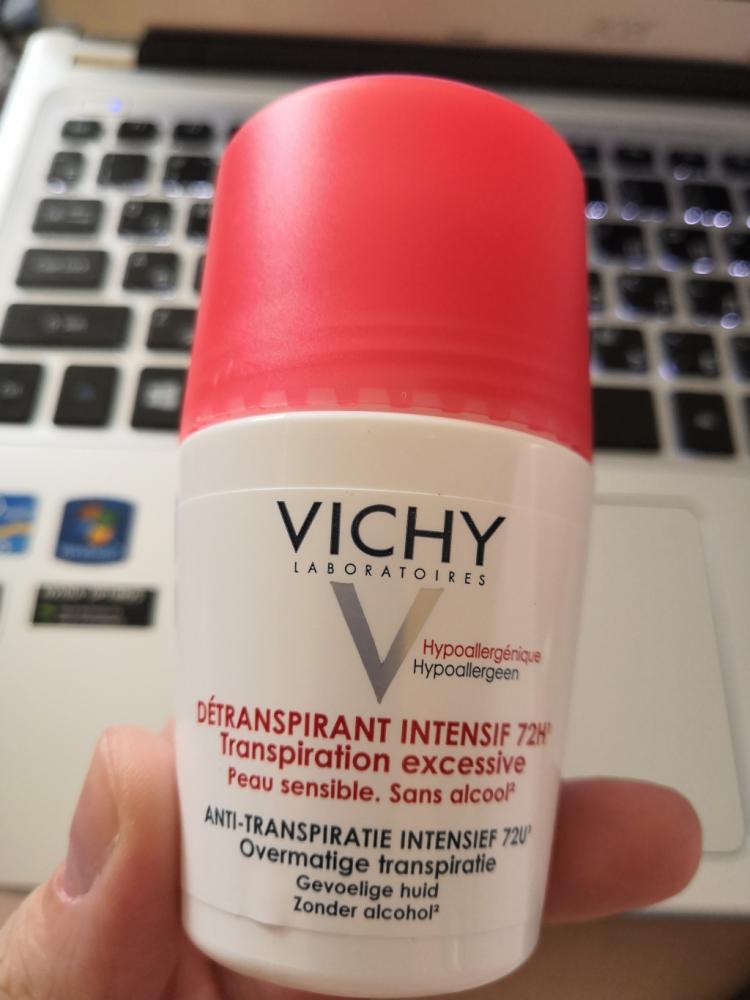 acer
VICHY
LABORATOIRES
Hypoallergénique
Hypoallergeen
DÉTRANSPIRANT INTENSIF 72H¹
Transpiration excessive
Peau sensible. Sans alcool²
ANTI-TRANSPIRATIE INTENSIEF 72U¹
Overmatige transpiratie
Gevoelige huid
Zonder alcohol²